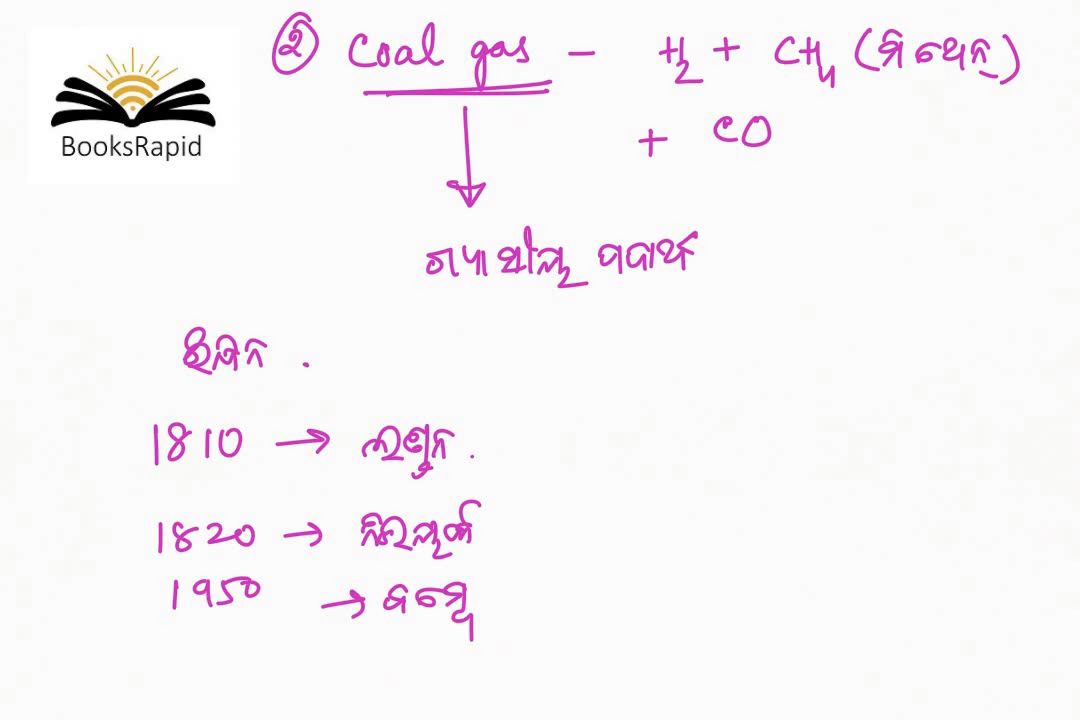 BooksRapid
② Coal gas - H₂ + CH₄ (ମିଥେନ୍)
+ CO
ଗ୍ୟାସୀୟ ପଦାର୍ଥ
ଇନ୍ଧନ .
1810 → ଲଣ୍ଡନ .
1820 → ନିଉୟର୍କ
1950 → ବମ୍ବେ